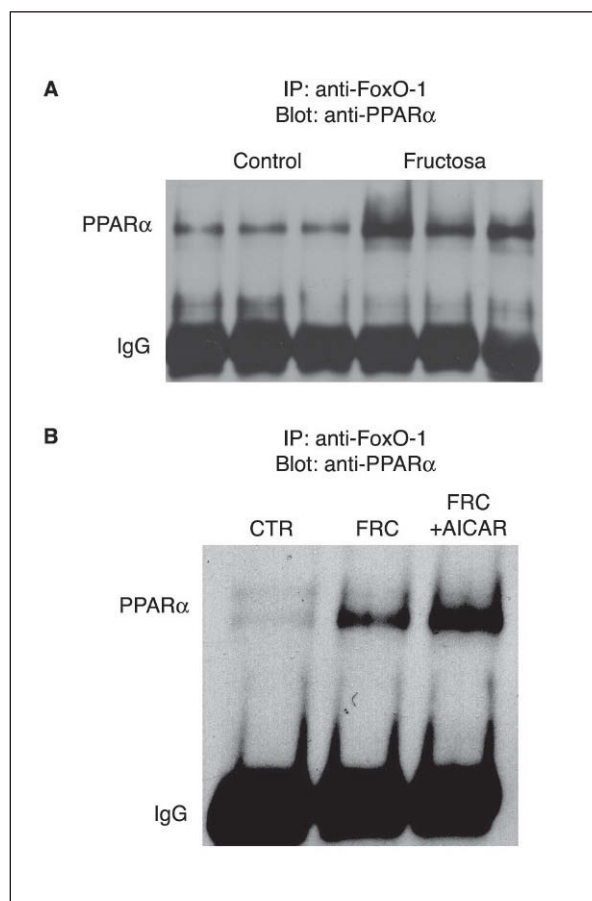 A
IP: anti-FoxO-1
Blot: anti-PPARα
Control Fructosa
PPARα
IgG
B
IP: anti-FoxO-1
Blot: anti-PPARα
CTR FRC FRC
+AICAR
PPARα
IgG